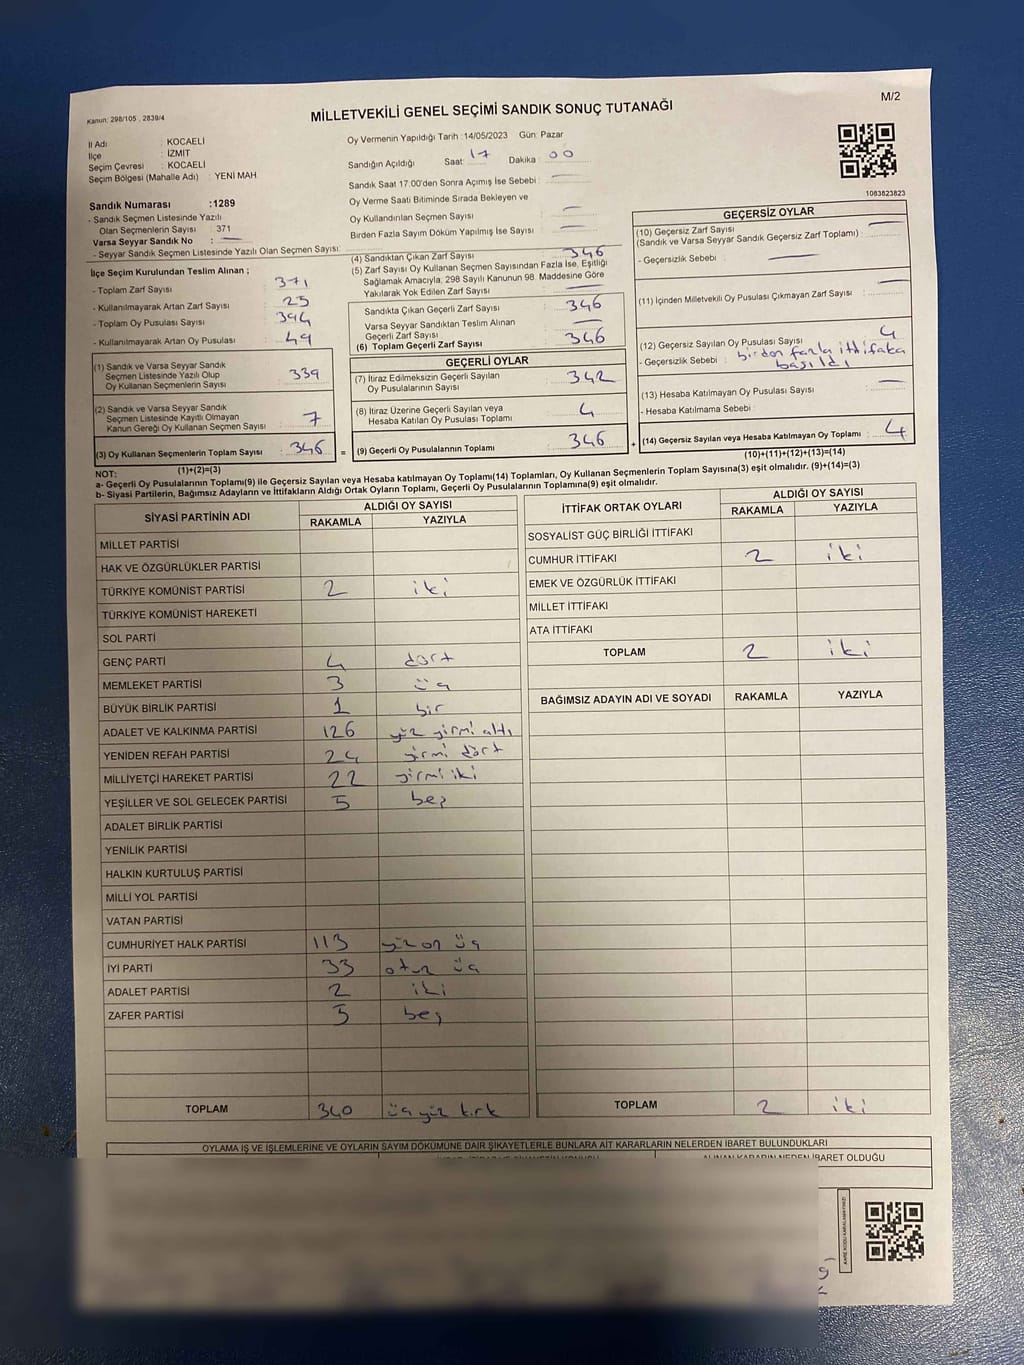 M/2
Kanun: 298/105 , 2839/4
MİLLETVEKİLİ GENEL SEÇİMİ SANDIK SONUÇ TUTANAĞI
İl Adı : KOCAELİ
İlçe : İZMİT
Seçim Çevresi : KOCAELİ
Seçim Bölgesi (Mahalle Adı) : YENİ MAH
Sandık Numarası :1289
- Sandık Seçmen Listesinde Yazılı
Olan Seçmenlerin Sayısı : 371
Varsa Seyyar Sandık No : —
- Seyyar Sandık Seçmen Listesinde Yazılı Olan Seçmen Sayısı:
Oy Vermenin Yapıldığı Tarih :14/05/2023 Gün: Pazar
Sandığın Açıldığı Saat: 17 Dakika : 00
Sandık Saat 17:00'den Sonra Açımış İse Sebebi : —
Oy Verme Saati Bitiminde Sırada Bekleyen ve
Oy Kullandırılan Seçmen Sayısı : —
Birden Fazla Sayım Döküm Yapılmış İse Sayısı : —
1083823823
İlçe Seçim Kurulundan Teslim Alınan ;
- Toplam Zarf Sayısı : 371
- Kullanılmayarak Artan Zarf Sayısı : 25
- Toplam Oy Pusulası Sayısı : 394
- Kullanılmayarak Artan Oy Pusulası : 49
(1) Sandık ve Varsa Seyyar Sandık
Seçmen Listesinde Yazılı Olup
Oy Kullanan Seçmenlerin Sayısı : 339
(2) Sandık ve Varsa Seyyar Sandık
Seçmen Listesinde Kayıtlı Olmayan
Kanun Gereği Oy Kullanan Seçmen Sayısı : 7
(3) Oy Kullanan Seçmenlerin Toplam Sayısı : 346
(1)+(2)=(3)
(4) Sandıktan Çıkan Zarf Sayısı : 346
(5) Zarf Sayısı Oy Kullanan Seçmen Sayısından Fazla İse, Eşitliği
Sağlamak Amacıyla, 298 Sayılı Kanunun 98. Maddesine Göre
Yakılarak Yok Edilen Zarf Sayısı : —
Sandıkta Çıkan Geçerli Zarf Sayısı : 346
Varsa Seyyar Sandıktan Teslim Alınan
Geçerli Zarf Sayısı : —
(6) Toplam Geçerli Zarf Sayısı : 346
GEÇERLİ OYLAR
(7) İtiraz Edilmeksizin Geçerli Sayılan
Oy Pusulalarının Sayısı : 342
(8) İtiraz Üzerine Geçerli Sayılan veya
Hesaba Katılan Oy Pusulası Toplamı : 4
= (9) Geçerli Oy Pusulalarının Toplamı : 346 +
GEÇERSİZ OYLAR
(10) Geçersiz Zarf Sayısı : —
(Sandık ve Varsa Seyyar Sandık Geçersiz Zarf Toplamı)
- Geçersizlik Sebebi : —
(11) İçinden Milletvekili Oy Pusulası Çıkmayan Zarf Sayısı : —
(12) Geçersiz Sayılan Oy Pusulası Sayısı : 4
- Geçersizlik Sebebi : birden fazla ittifaka
basıldı
(13) Hesaba Katılmayan Oy Pusulası Sayısı : —
- Hesaba Katılmama Sebebi :
(14) Geçersiz Sayılan veya Hesaba Katılmayan Oy Toplamı : 4
(10)+(11)+(12)+(13)=(14)
NOT:
a- Geçerli Oy Pusulalarının Toplamı(9) ile Geçersiz Sayılan veya Hesaba katılmayan Oy Toplamı(14) Toplamları, Oy Kullanan Seçmenlerin Toplam Sayısına(3) eşit olmalıdır. (9)+(14)=(3)
b- Siyasi Partilerin, Bağımsız Adayların ve İttifakların Aldığı Ortak Oyların Toplamı, Geçerli Oy Pusulalarının Toplamına(9) eşit olmalıdır.
SİYASİ PARTİNİN ADI ALDIĞI OY SAYISI
RAKAMLA YAZIYLA
MİLLET PARTİSİ
HAK VE ÖZGÜRLÜKLER PARTİSİ
TÜRKİYE KOMÜNİST PARTİSİ 2 iki
TÜRKİYE KOMÜNİST HAREKETİ
SOL PARTİ
GENÇ PARTİ 4 dört
MEMLEKET PARTİSİ 3 üç
BÜYÜK BİRLİK PARTİSİ 1 bir
ADALET VE KALKINMA PARTİSİ 126 yüz yirmi altı
YENİDEN REFAH PARTİSİ 24 yirmi dört
MİLLİYETÇİ HAREKET PARTİSİ 22 yirmi iki
YEŞİLLER VE SOL GELECEK PARTİSİ 5 beş
ADALET BİRLİK PARTİSİ
YENİLİK PARTİSİ
HALKIN KURTULUŞ PARTİSİ
MİLLİ YOL PARTİSİ
VATAN PARTİSİ
CUMHURİYET HALK PARTİSİ 113 yüz on üç
İYİ PARTİ 33 otuz üç
ADALET PARTİSİ 2 iki
ZAFER PARTİSİ 5 beş
TOPLAM 340 üç yüz kırk
İTTİFAK ORTAK OYLARI ALDIĞI OY SAYISI
RAKAMLA YAZIYLA
SOSYALİST GÜÇ BİRLİĞİ İTTİFAKI
CUMHUR İTTİFAKI 2 iki
EMEK VE ÖZGÜRLÜK İTTİFAKI
MİLLET İTTİFAKI
ATA İTTİFAKI
TOPLAM 2 iki
BAĞIMSIZ ADAYIN ADI VE SOYADI RAKAMLA YAZIYLA
TOPLAM 2 iki
OYLAMA İŞ VE İŞLEMLERİNE VE OYLARIN SAYIM DÖKÜMÜNE DAİR ŞİKAYETLERLE BUNLARA AİT KARARLARIN NELERDEN İBARET BULUNDUKLARI
ALINAN KARARIN NEDEN İBARET OLDUĞU